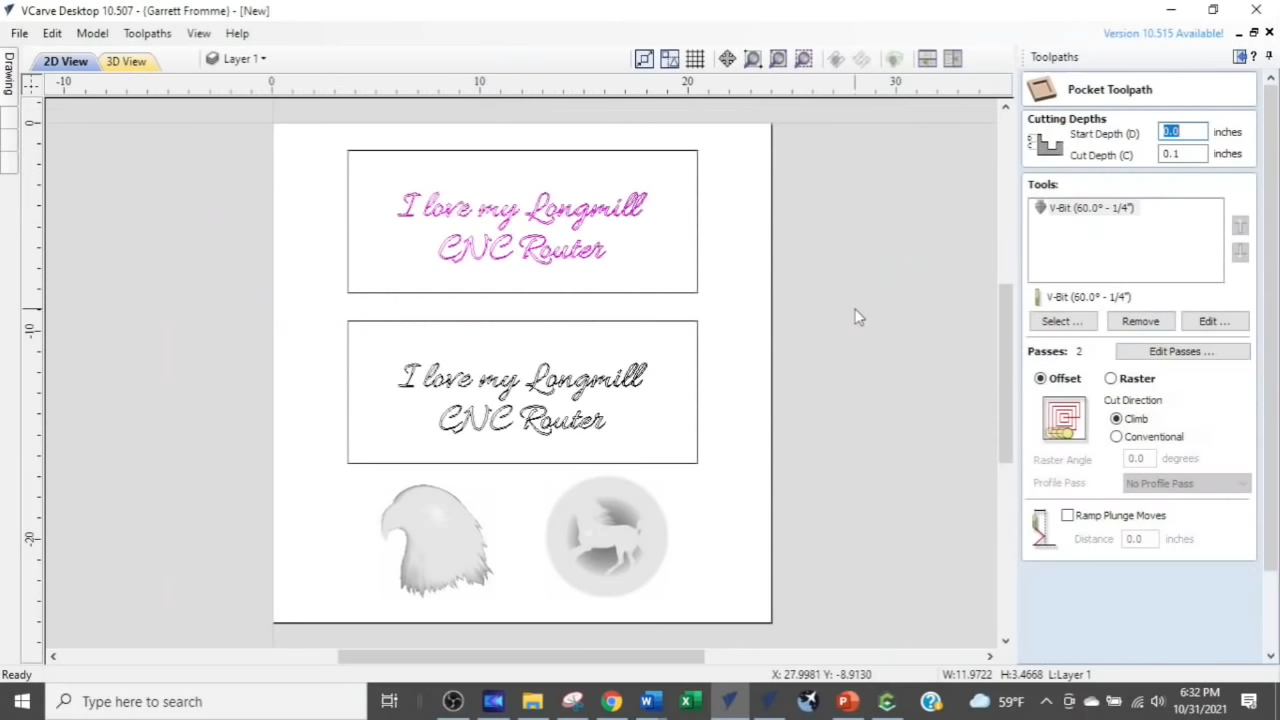 VCarve Desktop 10.507 - {Garrett Fromme} - [New]
File Edit Model Toolpaths View Help
Version 10.515 Available!
2D View 3D View Layer 1
Toolpaths
Drawing
-10 0 10 20 30
0
-10
-20
I love my Longmill
CNC Router
I love my Longmill
CNC Router
Pocket Toolpath
Cutting Depths
Start Depth (D) 0.0 inches
Cut Depth (C) 0.1 inches
Tools:
V-Bit (60.0° - 1/4")
V-Bit (60.0° - 1/4")
Select ... Remove Edit ...
Passes: 2 Edit Passes ...
Offset Raster
Cut Direction
Climb
Conventional
Raster Angle 0.0 degrees
Profile Pass No Profile Pass
Ramp Plunge Moves
Distance 0.0 inches
Ready X: 27.9981 Y: -8.9130 W:11.9722 H:3.4668 L:Layer 1
Type here to search
59°F
6:32 PM
10/31/2021